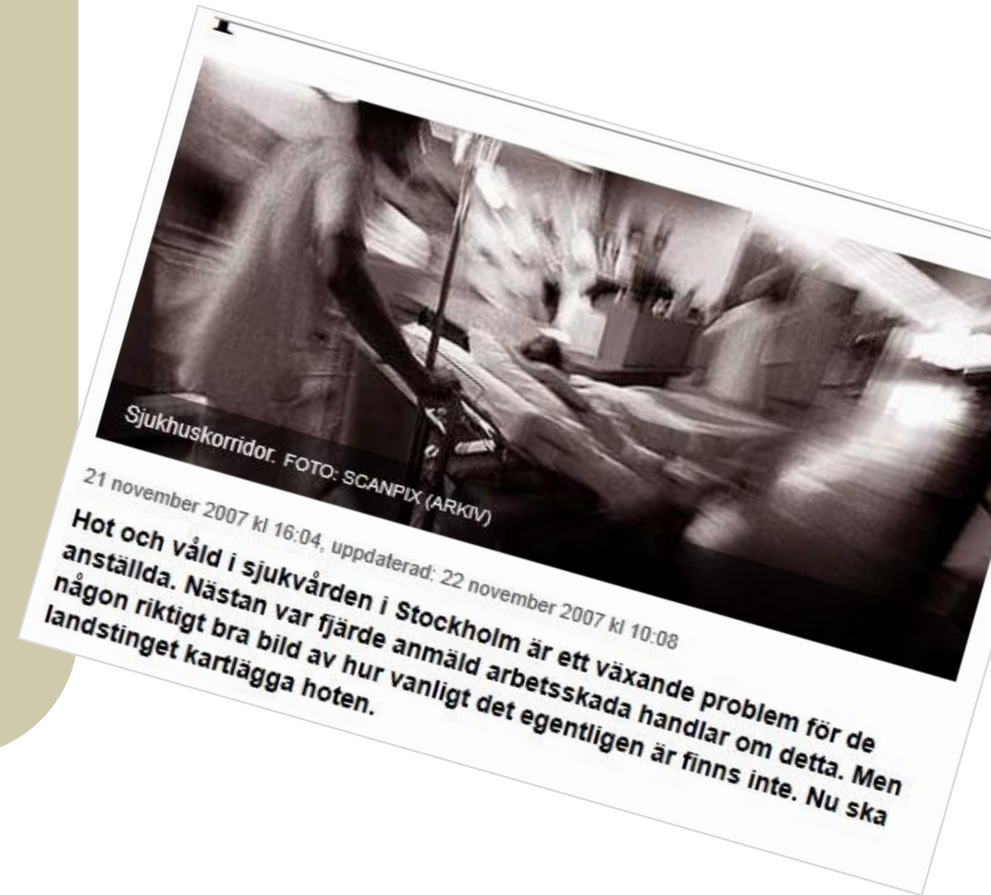 Sjukhuskorridor. FOTO: SCANPIX (ARKIV)
21 november 2007 kl 16:04, uppdaterad: 22 november 2007 kl 10:08
Hot och våld i sjukvården i Stockholm är ett växande problem för de
anställda. Nästan var fjärde anmäld arbetsskada handlar om detta. Men
någon riktigt bra bild av hur vanligt det egentligen är finns inte. Nu ska
landstinget kartlägga hoten.